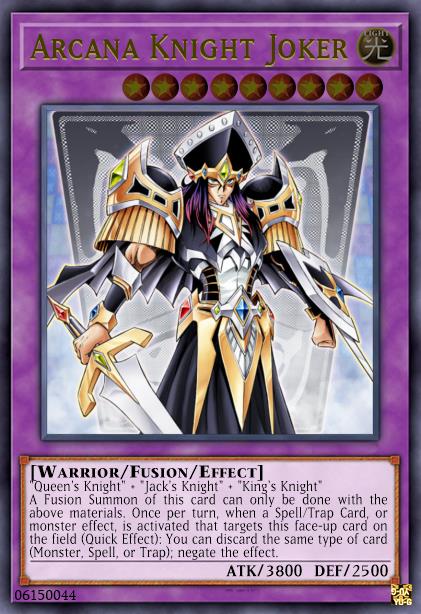 ARCANA KNIGHT JOKER
LIGHT
光
[WARRIOR/FUSION/EFFECT]
"Queen's Knight" + "Jack's Knight" + "King's Knight"
A Fusion Summon of this card can only be done with the
above materials. Once per turn, when a Spell/Trap Card, or
monster effect, is activated that targets this face-up card on
the field (Quick Effect): You can discard the same type of card
(Monster, Spell, or Trap); negate the effect.
ATK/3800 DEF/2500
06150044